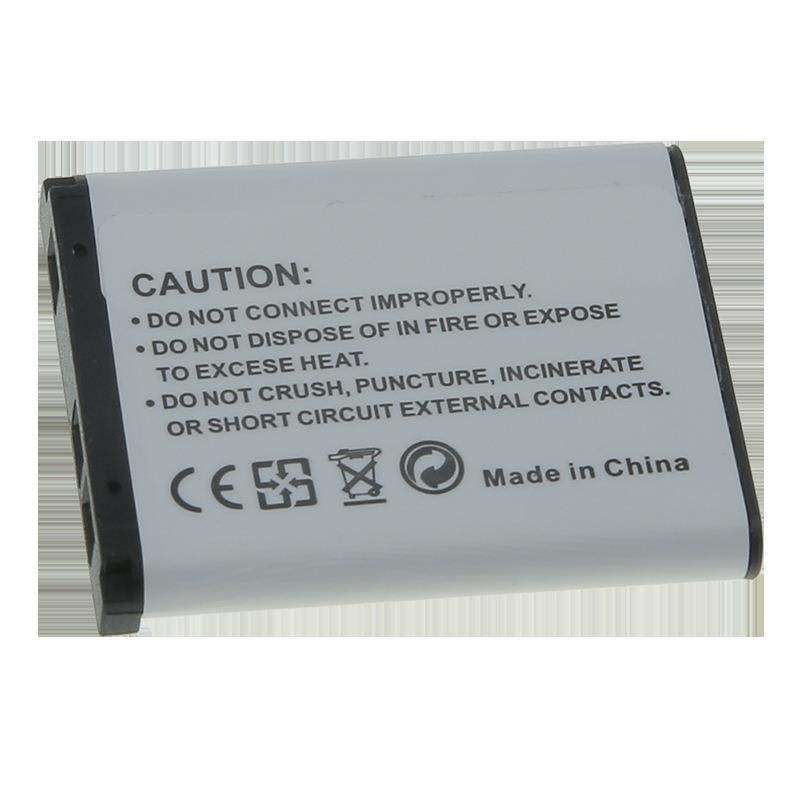 CAUTION:
• DO NOT CONNECT IMPROPERLY.
• DO NOT DISPOSE OF IN FIRE OR EXPOSE
TO EXCESE HEAT.
• DO NOT CRUSH, PUNCTURE, INCINERATE
OR SHORT CIRCUIT EXTERNAL CONTACTS.
CE Made in China